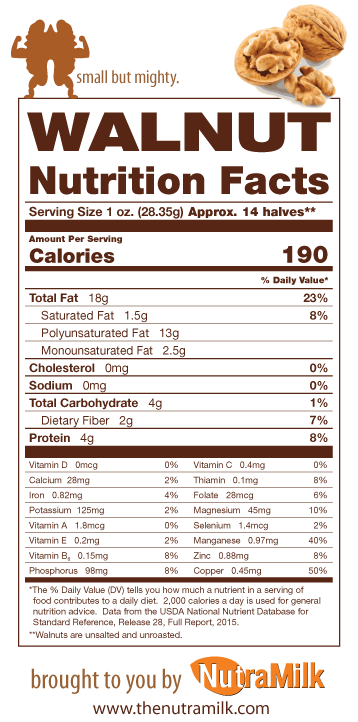 small but mighty.
WALNUT
Nutrition Facts
Serving Size 1 oz. (28.35g) Approx. 14 halves**
Amount Per Serving
Calories 190
% Daily Value*
Total Fat 18g 23%
Saturated Fat 1.5g 8%
Polyunsaturated Fat 13g
Monounsaturated Fat 2.5g
Cholesterol 0mg 0%
Sodium 0mg 0%
Total Carbohydrate 4g 1%
Dietary Fiber 2g 7%
Protein 4g 8%
Vitamin D 0mcg 0% Vitamin C 0.4mg 0%
Calcium 28mg 2% Thiamin 0.1mg 8%
Iron 0.82mg 4% Folate 28mcg 6%
Potassium 125mg 2% Magnesium 45mg 10%
Vitamin A 1.8mcg 0% Selenium 1.4mcg 2%
Vitamin E 0.2mg 2% Manganese 0.97mg 40%
Vitamin B6 0.15mg 8% Zinc 0.88mg 8%
Phosphorus 98mg 8% Copper 0.45mg 50%
*The % Daily Value (DV) tells you how much a nutrient in a serving of
food contributes to a daily diet. 2,000 calories a day is used for general
nutrition advice. Data from the USDA National Nutrient Database for
Standard Reference, Release 28, Full Report, 2015.
**Walnuts are unsalted and unroasted.
brought to you by NutraMilk
www.thenutramilk.com